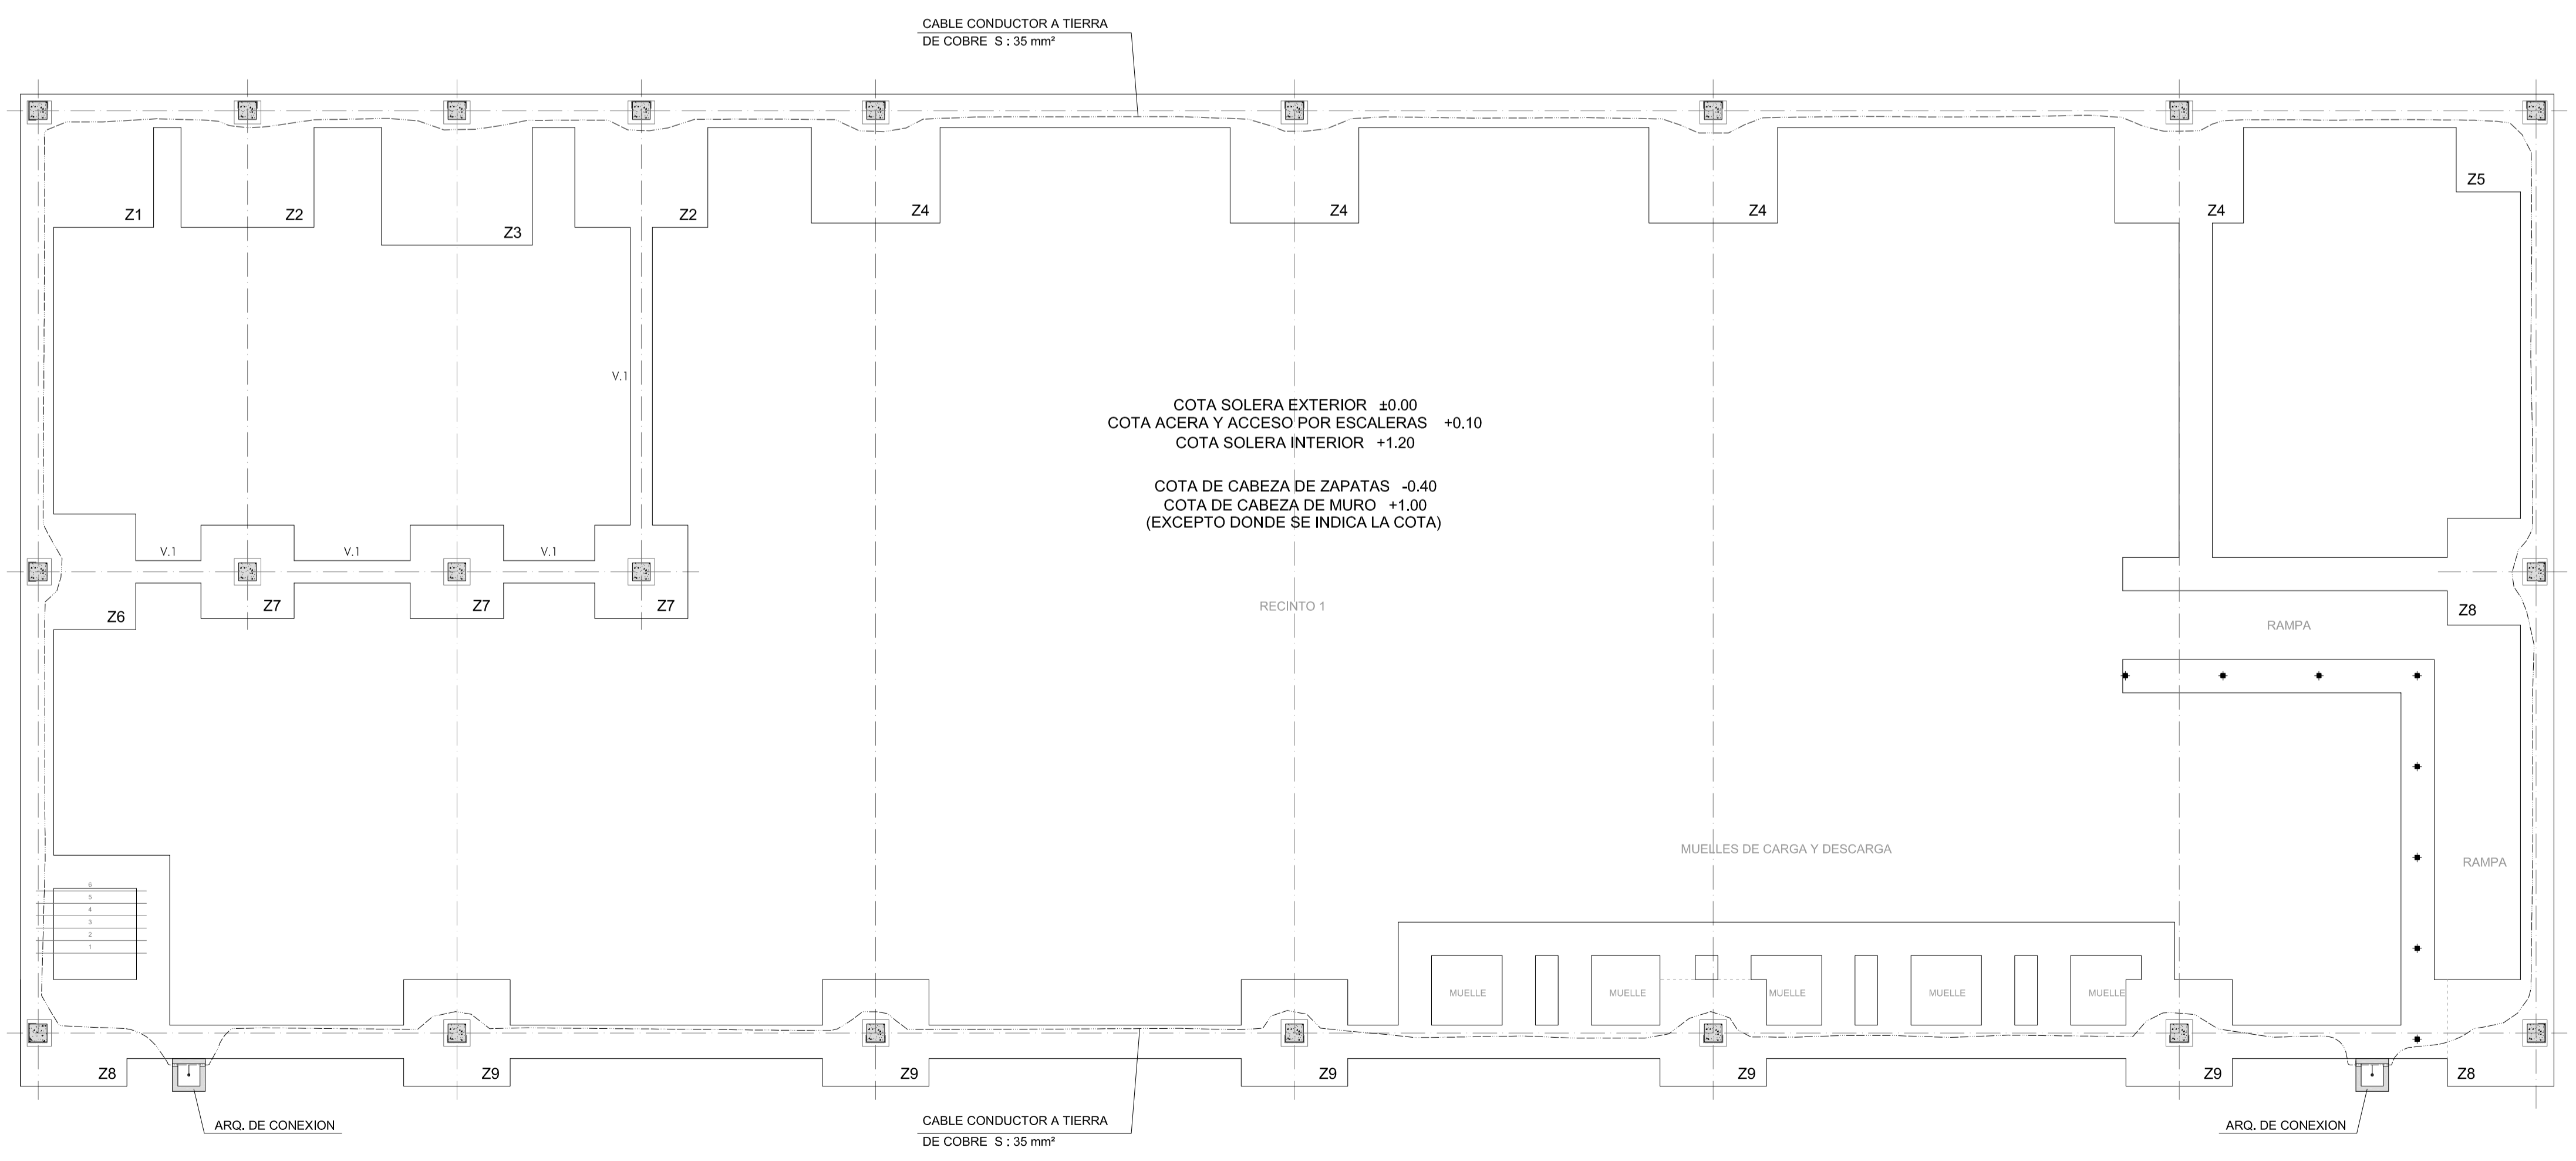 CABLE CONDUCTOR A TIERRA
DE COBRE S : 35 mm²
Z1
Z2
Z3
Z2
Z4
Z4
Z4
Z4
Z5
V.1
COTA SOLERA EXTERIOR ±0.00
COTA ACERA Y ACCESO POR ESCALERAS +0.10
COTA SOLERA INTERIOR +1.20
COTA DE CABEZA DE ZAPATAS -0.40
COTA DE CABEZA DE MURO +1.00
(EXCEPTO DONDE SE INDICA LA COTA)
V.1
V.1
V.1
Z6
Z7
Z7
Z7
RECINTO 1
Z8
RAMPA
MUELLES DE CARGA Y DESCARGA
RAMPA
6
5
4
3
2
1
MUELLE
MUELLE
MUELLE
MUELLE
MUELLE
Z8
Z9
Z9
Z9
Z9
Z9
Z8
ARQ. DE CONEXION
CABLE CONDUCTOR A TIERRA
DE COBRE S : 35 mm²
ARQ. DE CONEXION